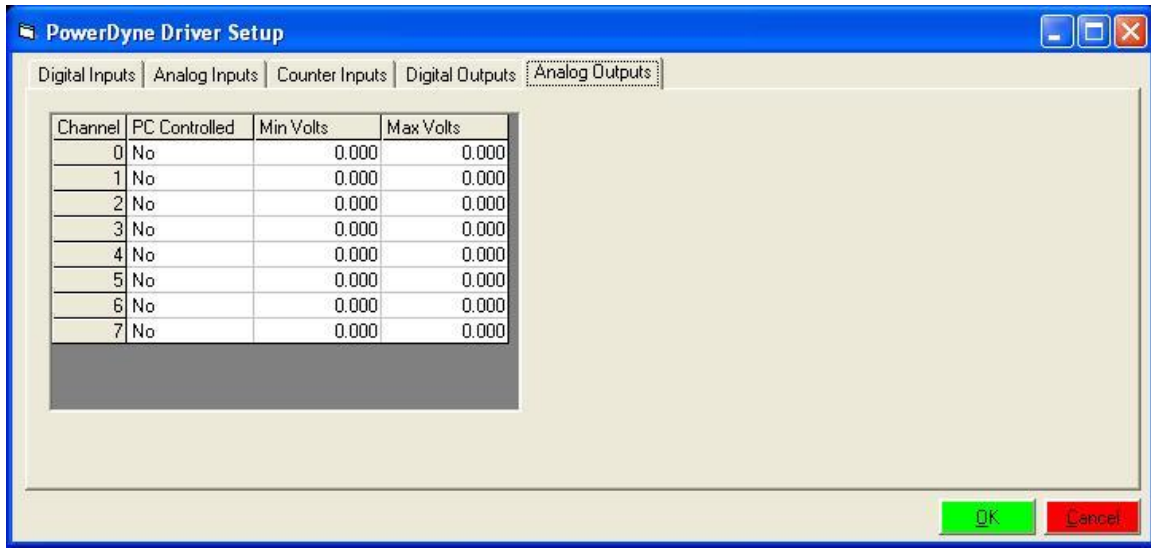 PowerDyne Driver Setup
Digital Inputs Analog Inputs Counter Inputs Digital Outputs Analog Outputs
Channel PC Controlled Min Volts Max Volts
0 No 0.000 0.000
1 No 0.000 0.000
2 No 0.000 0.000
3 No 0.000 0.000
4 No 0.000 0.000
5 No 0.000 0.000
6 No 0.000 0.000
7 No 0.000 0.000
OK Cancel